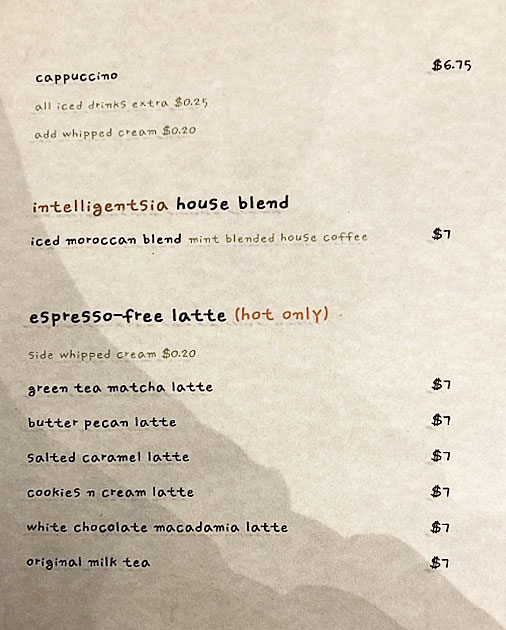 cappuccino $6.75
all iced drinks extra $0.25
add whipped cream $0.20
intelligentsia house blend
iced moroccan blend mint blended house coffee $7
espresso-free latte (hot only)
side whipped cream $0.20
green tea matcha latte $7
butter pecan latte $7
salted caramel latte $7
cookies n cream latte $7
white chocolate macadamia latte $7
original milk tea $7